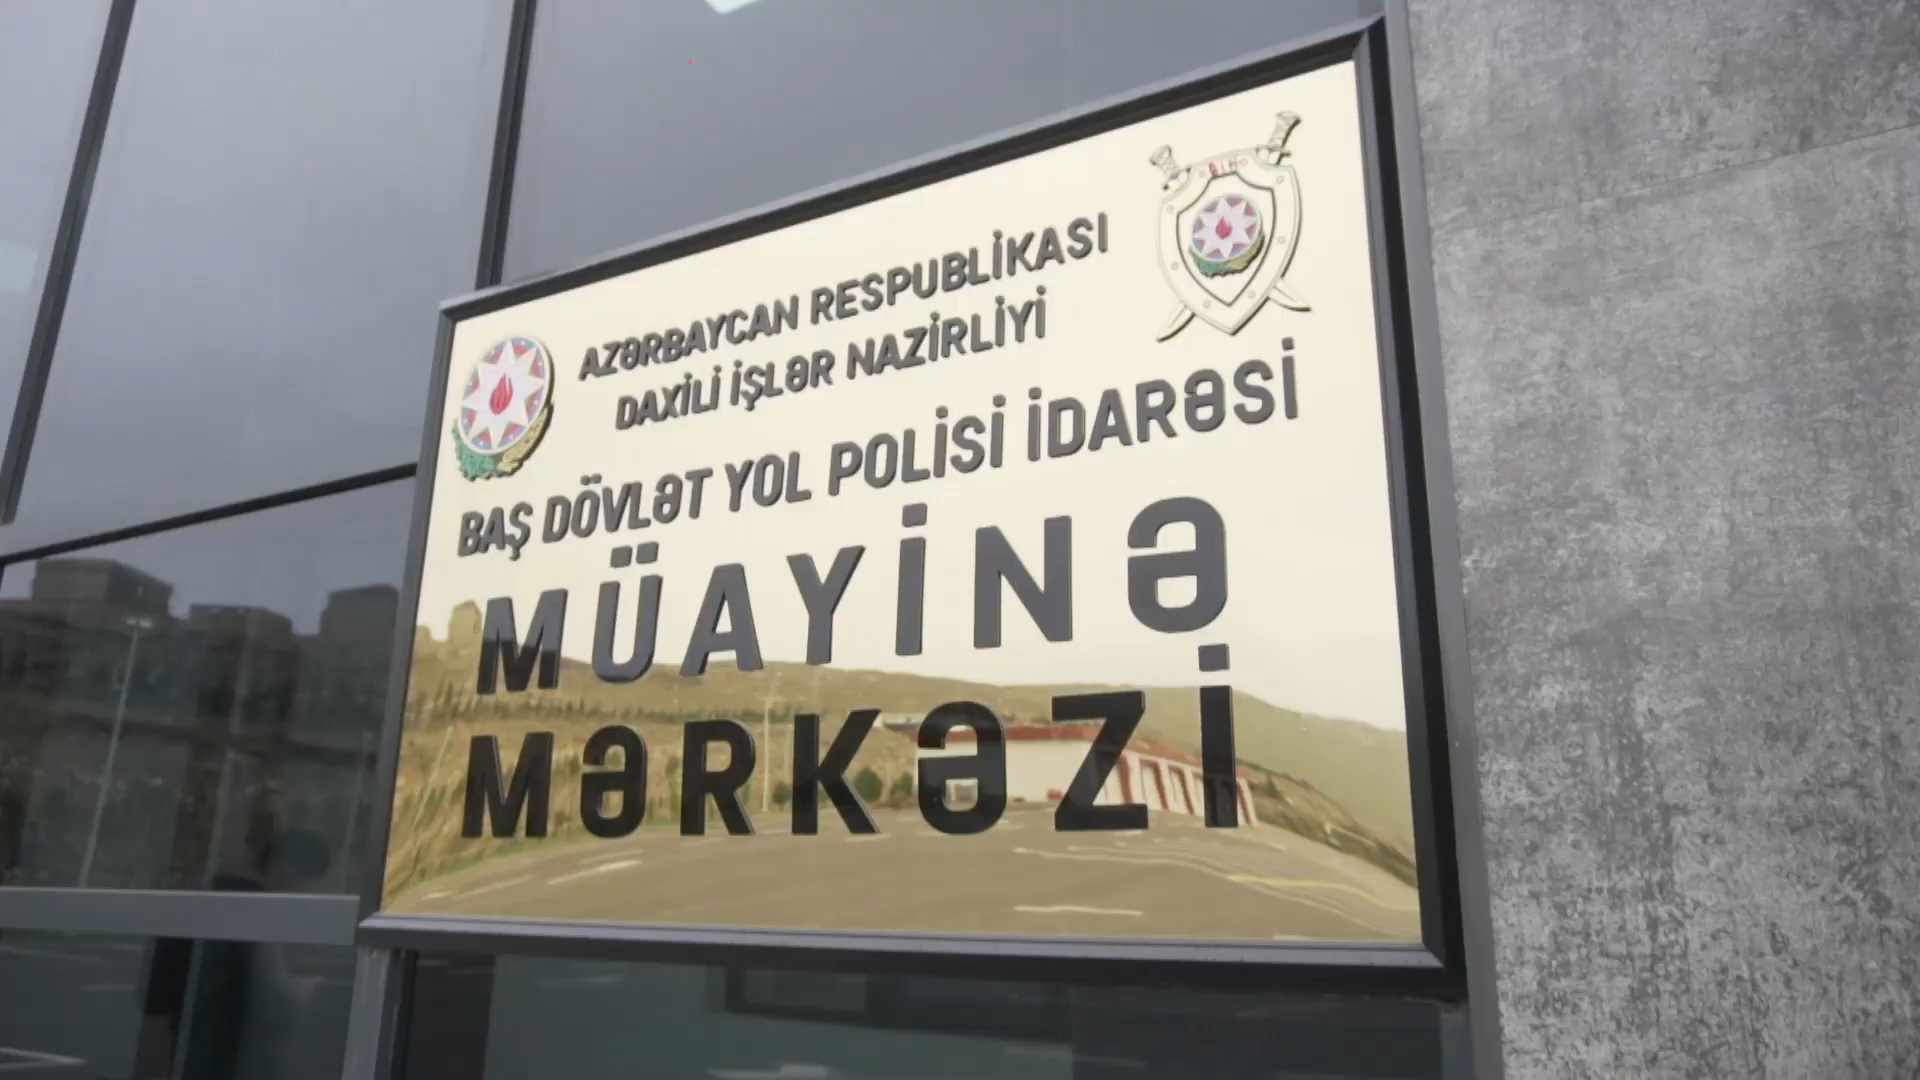 AZƏRBAYCAN RESPUBLİKASI
DAXİLİ İŞLƏR NAZİRLİYİ
BAŞ DÖVLƏT YOL POLİSİ İDARƏSİ
MÜAYİNƏ
MƏRKƏZİ